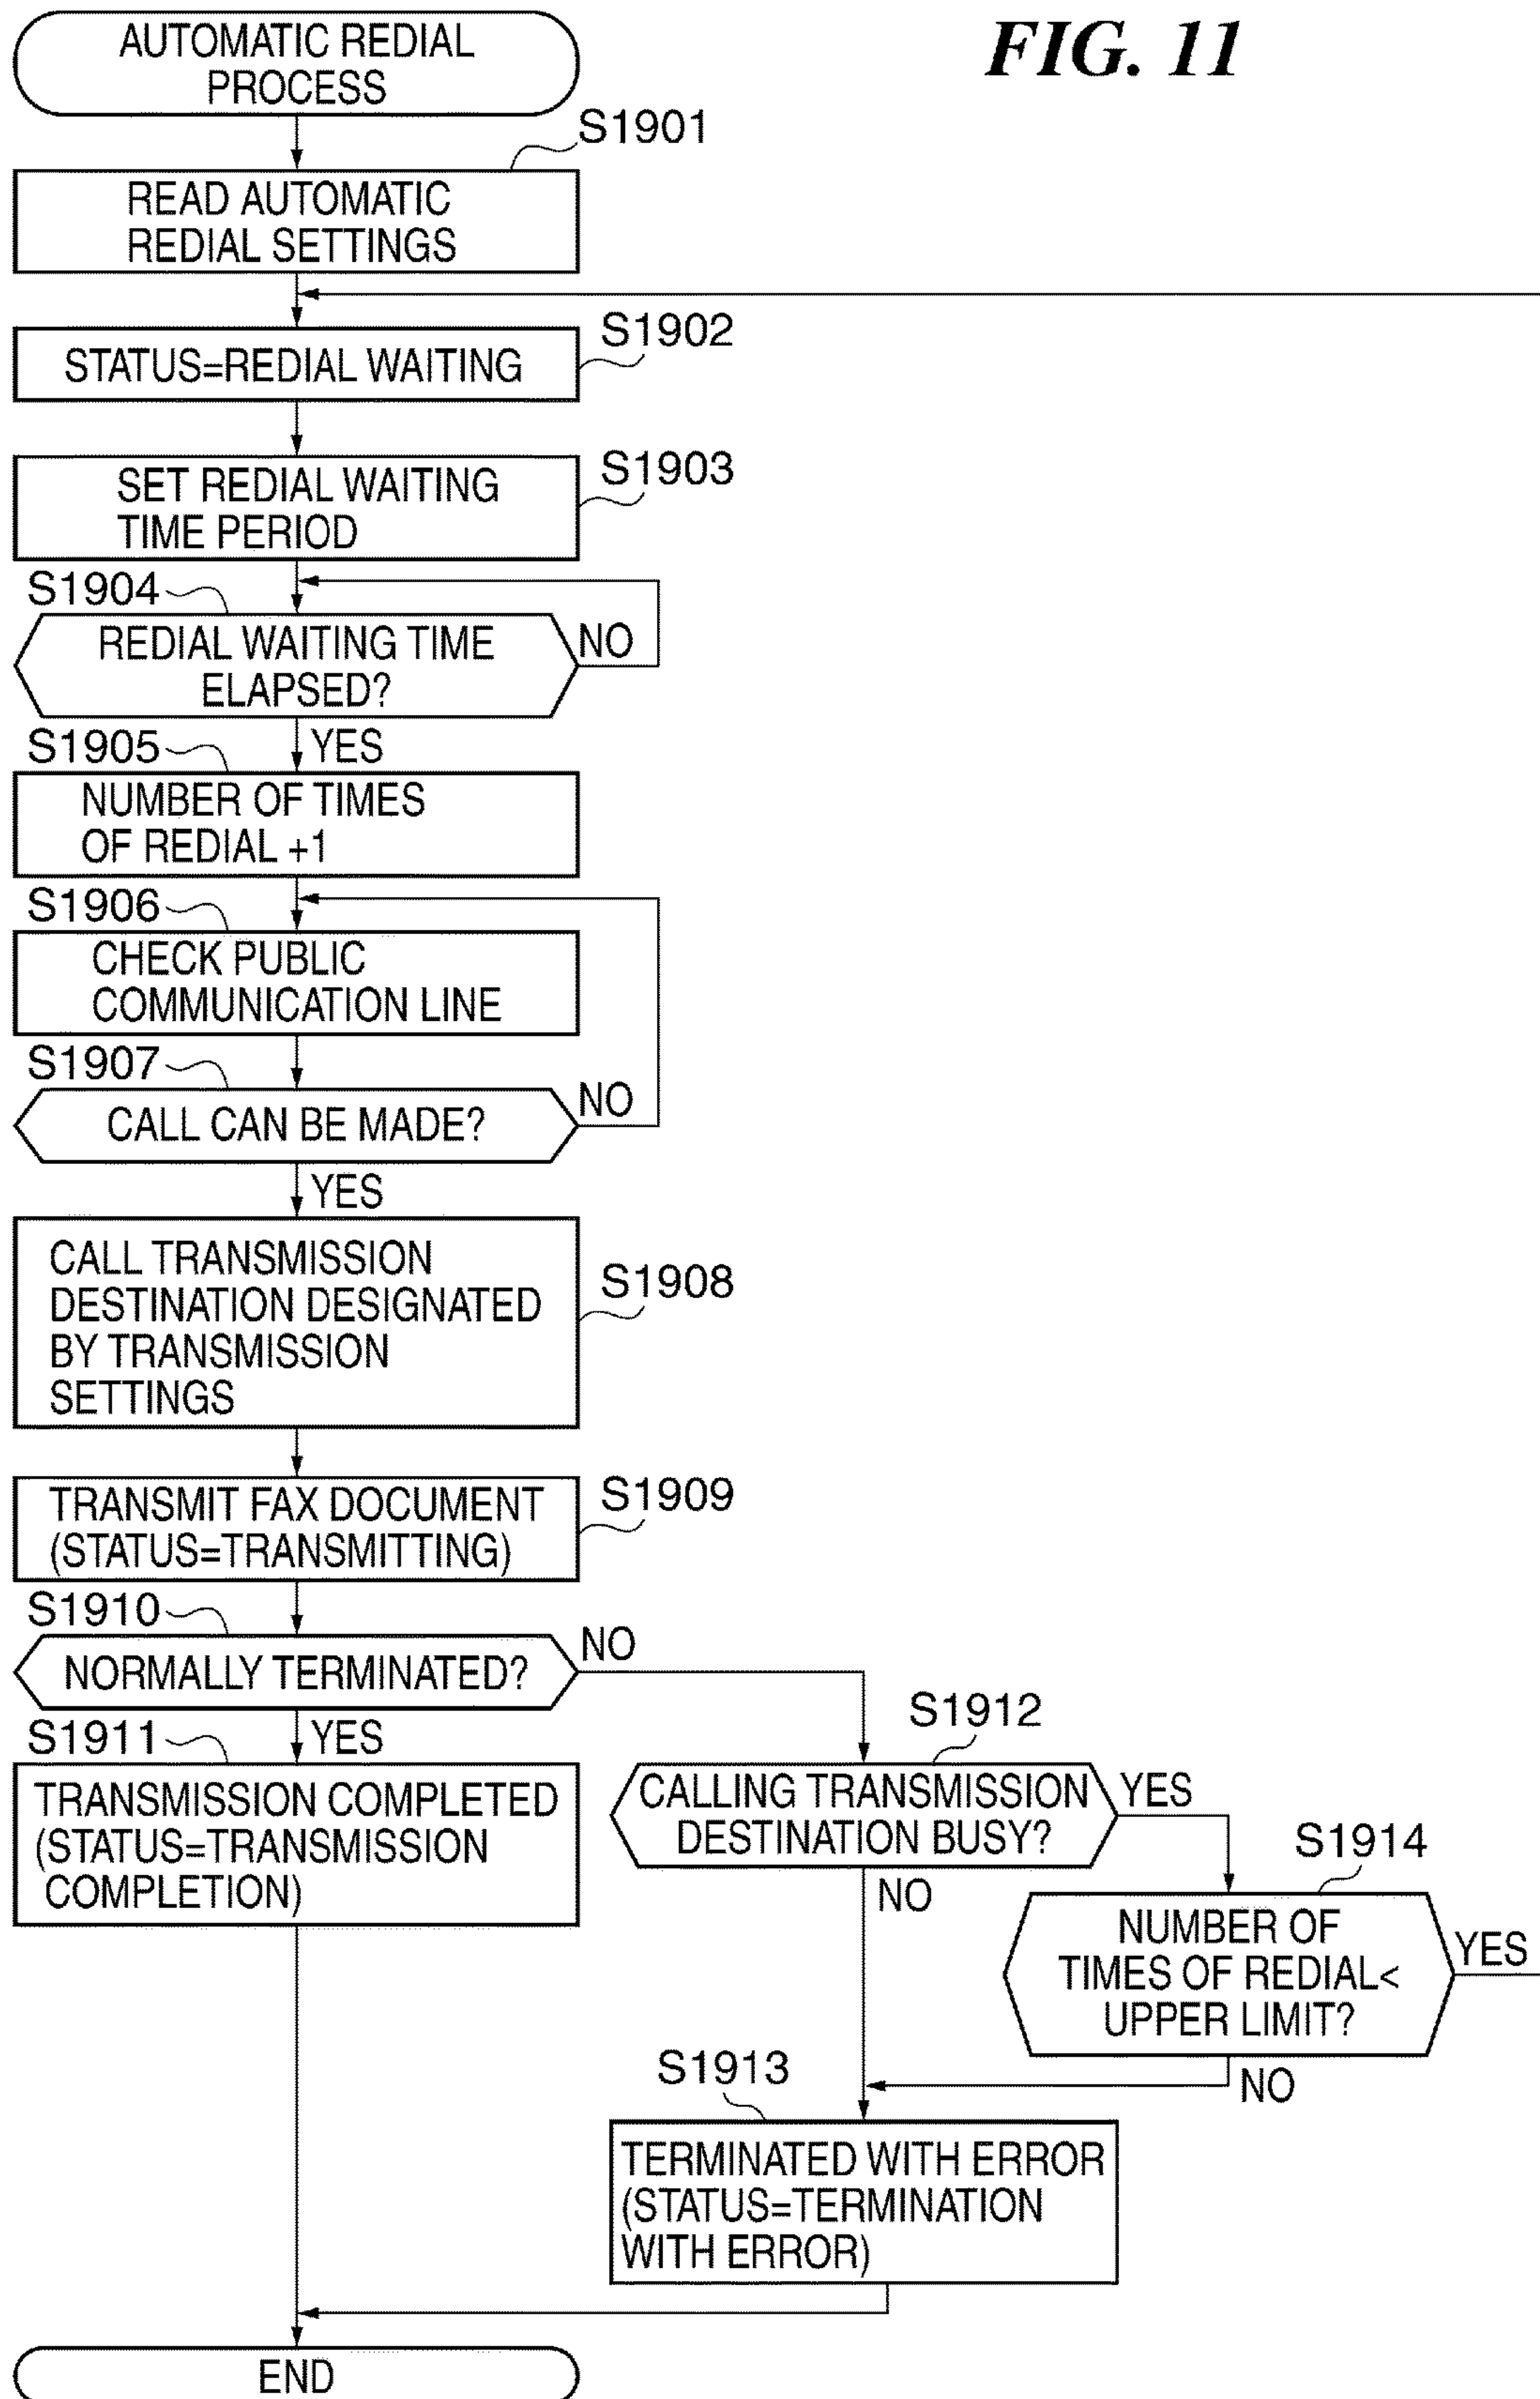 FIG. 11
AUTOMATIC REDIAL
PROCESS
S1901
READ AUTOMATIC
REDIAL SETTINGS
S1902
STATUS=REDIAL WAITING
S1903
SET REDIAL WAITING
TIME PERIOD
S1904
REDIAL WAITING TIME
ELAPSED?
NO
YES
S1905
NUMBER OF TIMES
OF REDIAL +1
S1906
CHECK PUBLIC
COMMUNICATION LINE
S1907
CALL CAN BE MADE?
NO
YES
S1908
CALL TRANSMISSION
DESTINATION DESIGNATED
BY TRANSMISSION
SETTINGS
S1909
TRANSMIT FAX DOCUMENT
(STATUS=TRANSMITTING)
S1910
NORMALLY TERMINATED?
NO
YES
S1911
TRANSMISSION COMPLETED
(STATUS=TRANSMISSION
COMPLETION)
S1912
CALLING TRANSMISSION
DESTINATION BUSY?
YES
NO
S1914
NUMBER OF
TIMES OF REDIAL<
UPPER LIMIT?
YES
NO
S1913
TERMINATED WITH ERROR
(STATUS=TERMINATION
WITH ERROR)
END